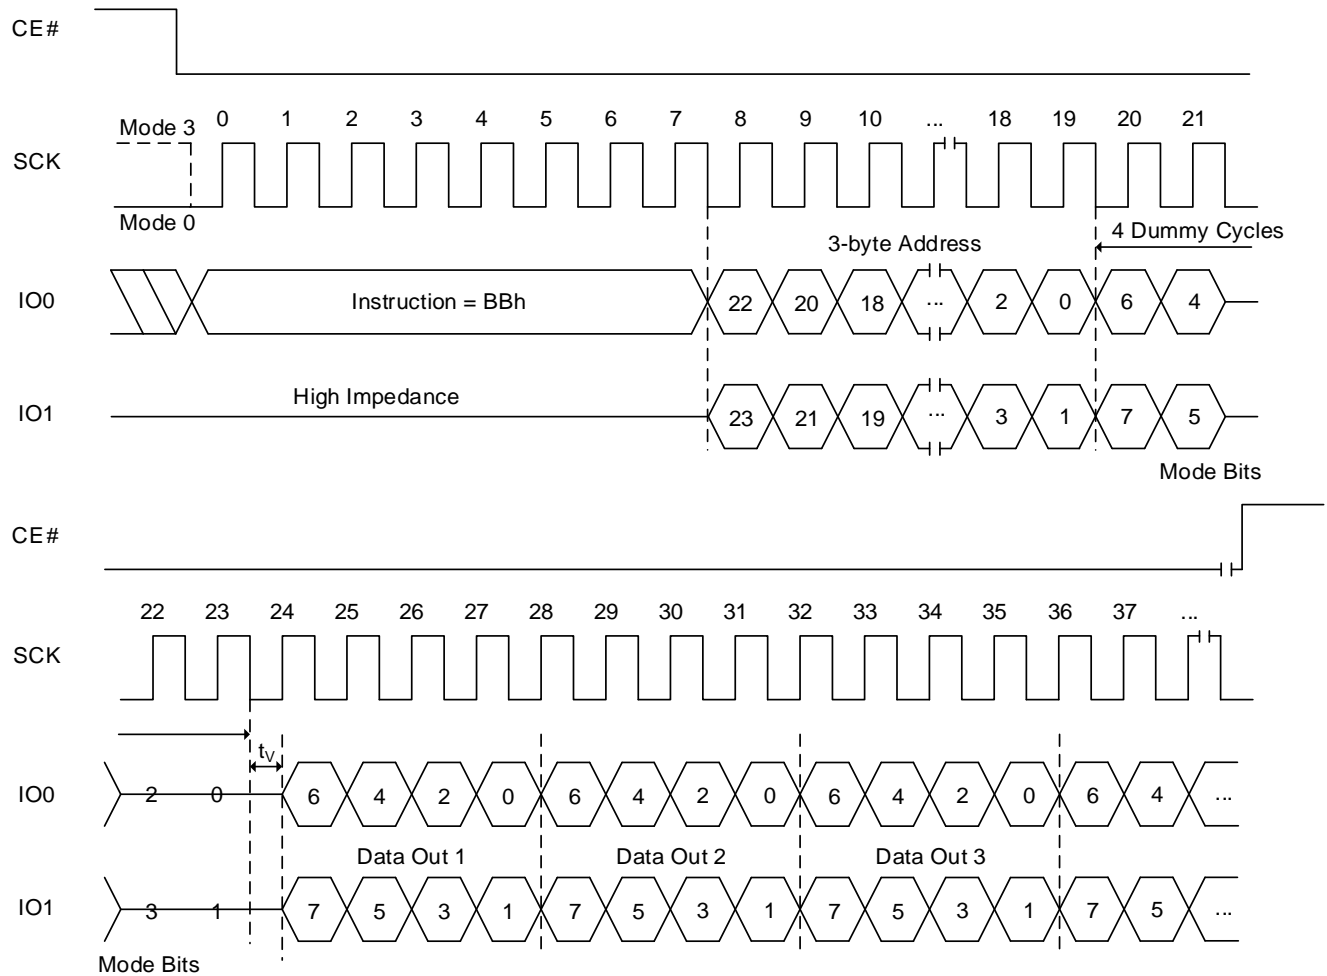 CE#
Mode 3 0 1 2 3 4 5 6 7 8 9 10 ... 18 19 20 21
SCK
Mode 0
3-byte Address 4 Dummy Cycles
IO0 Instruction = BBh 22 20 18 ... 2 0 6 4
High Impedance
IO1 23 21 19 ... 3 1 7 5
Mode Bits
CE#
22 23 24 25 26 27 28 29 30 31 32 33 34 35 36 37 ...
SCK
tV
IO0 2 0 6 4 2 0 6 4 2 0 6 4 2 0 6 4 ...
Data Out 1 Data Out 2 Data Out 3
IO1 3 1 7 5 3 1 7 5 3 1 7 5 3 1 7 5 ...
Mode Bits